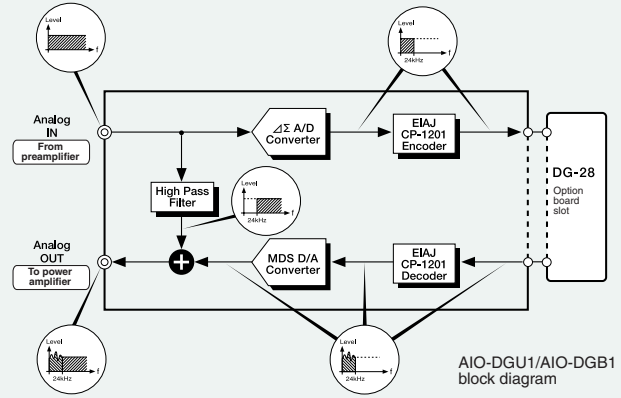 Level
f
Level
24kHz
f
Analog
IN
From
preamplifier
⊿Σ A/D
Converter
EIAJ
CP-1201
Encoder
DG-28
Option
board
slot
High Pass
Filter
Level
24kHz
f
Analog
OUT
To power
amplifier
+
MDS D/A
Converter
EIAJ
CP-1201
Decoder
Level
24kHz
f
Level
24kHz
f
AIO-DGU1/AIO-DGB1
block diagram